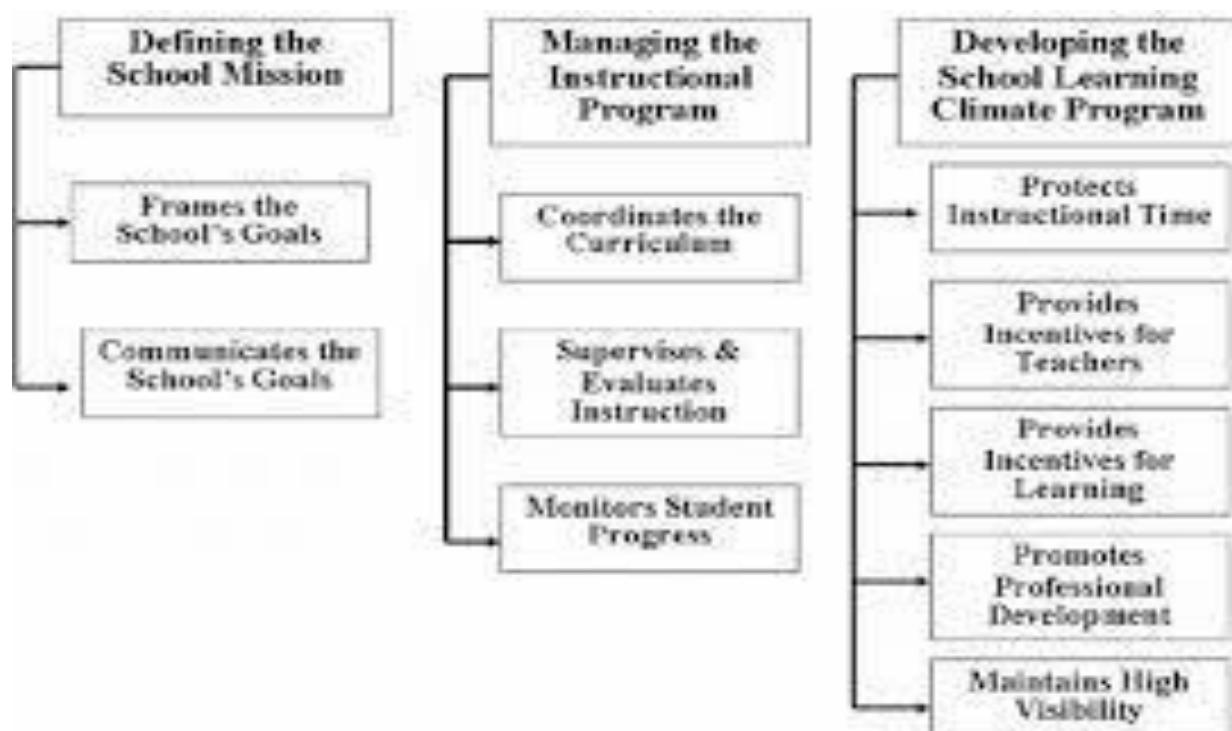 Defining the
School Mission
Frames the
School's Goals
Communicates the
School's Goals
Managing the
Instructional
Program
Coordinates the
Curriculum
Supervises &
Evaluates
Instruction
Monitors Student
Progress
Developing the
School Learning
Climate Program
Protects
Instructional Time
Provides
Incentives for
Teachers
Provides
Incentives for
Learning
Promotes
Professional
Development
Maintains High
Visibility